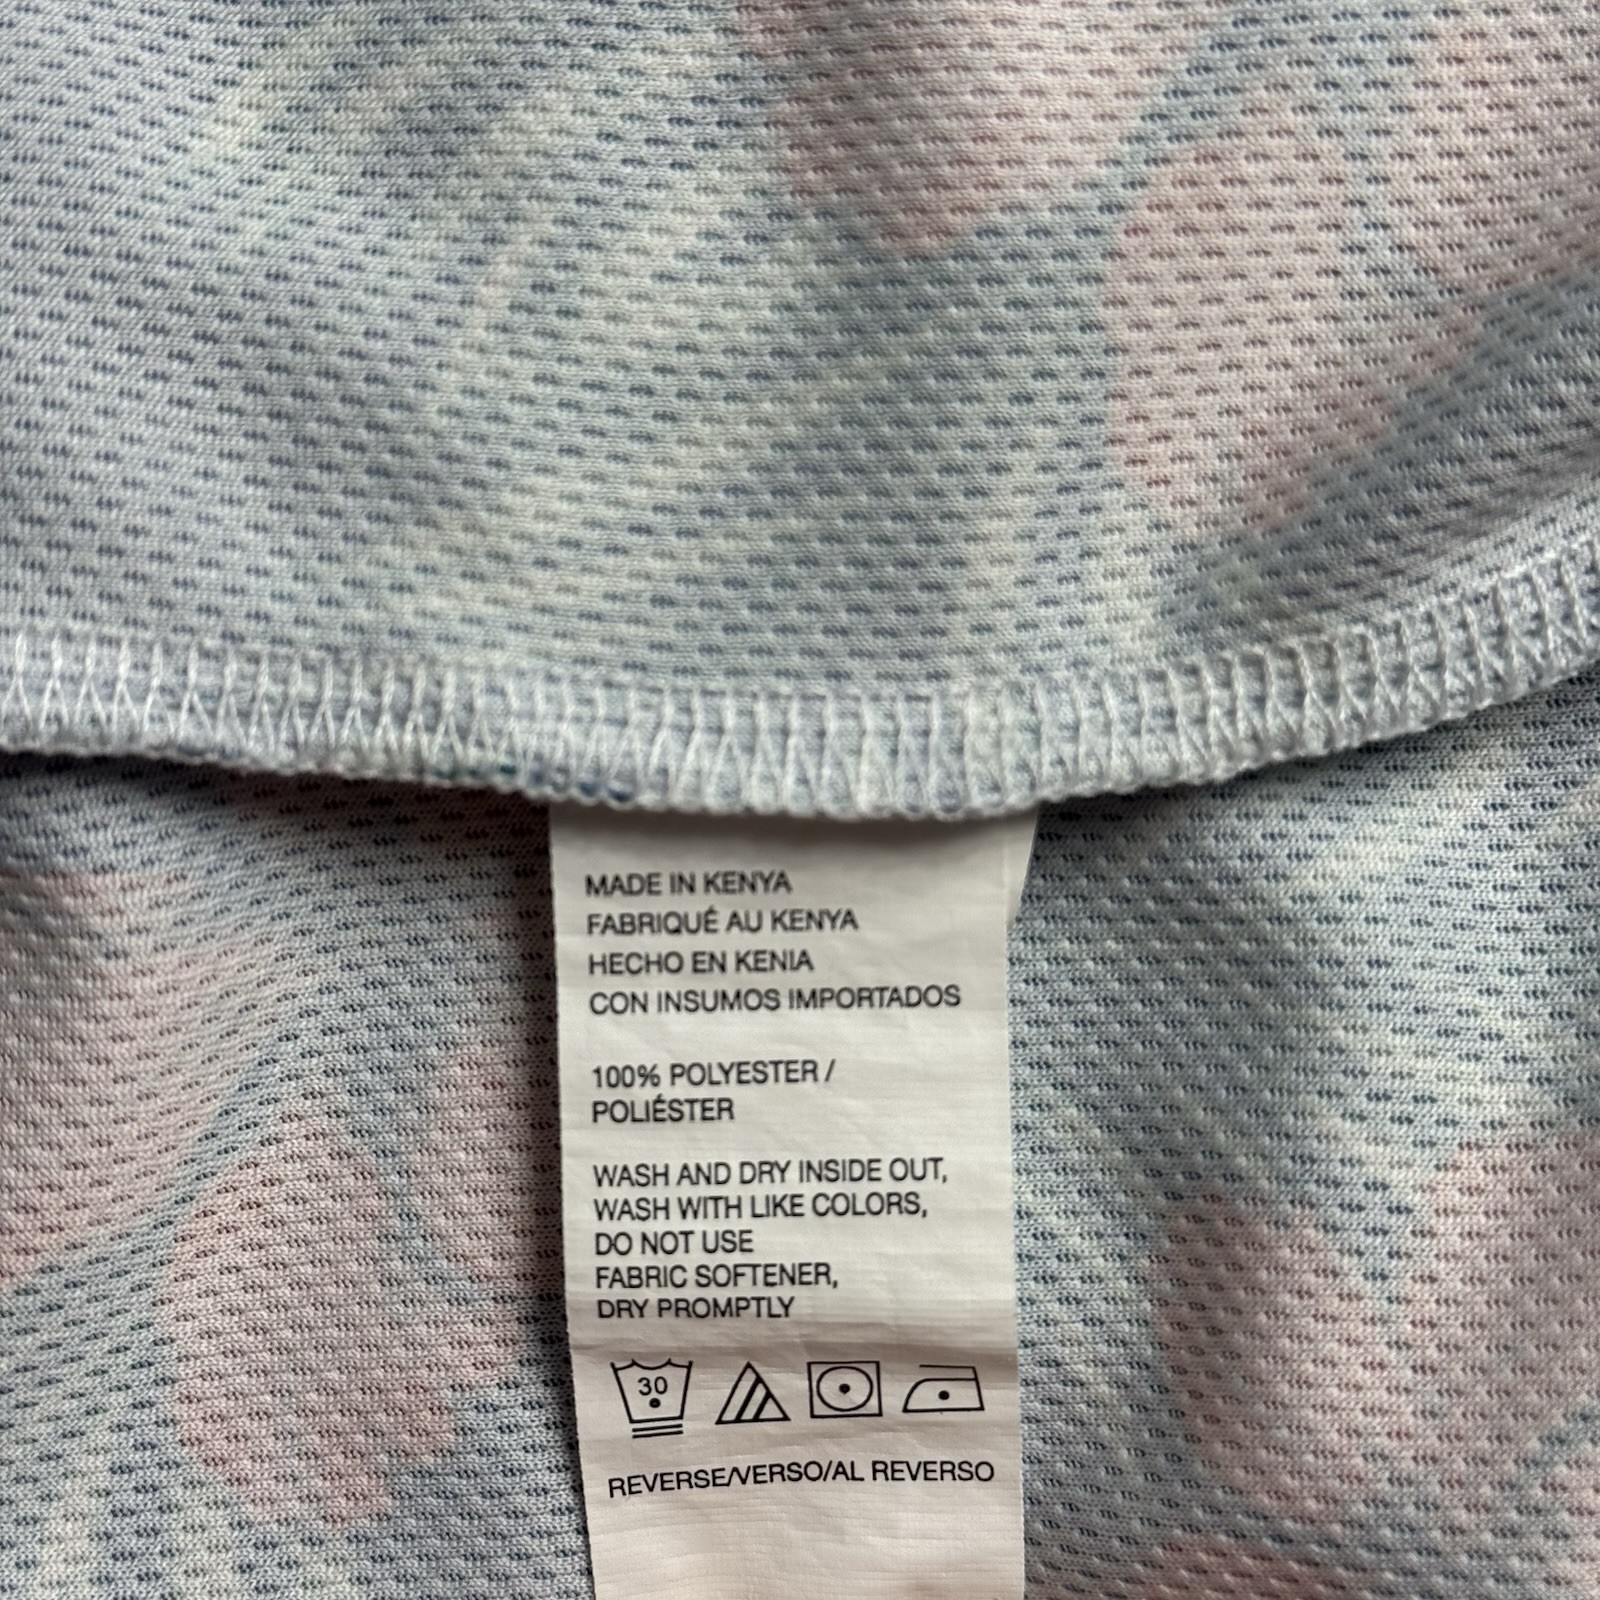 MADE IN KENYA
FABRIQUÉ AU KENYA
HECHO EN KENIA
CON INSUMOS IMPORTADOS
100% POLYESTER /
POLIÉSTER
WASH AND DRY INSIDE OUT,
WASH WITH LIKE COLORS,
DO NOT USE
FABRIC SOFTENER,
DRY PROMPTLY
30
REVERSE/VERSO/AL REVERSO